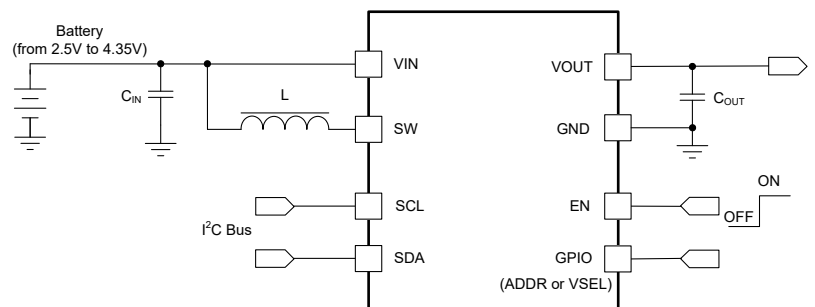 Battery
(from 2.5V to 4.35V)
VIN
VOUT
C_IN
L
C_OUT
SW
GND
ON
SCL
EN
OFF
I²C Bus
SDA
GPIO
(ADDR or VSEL)